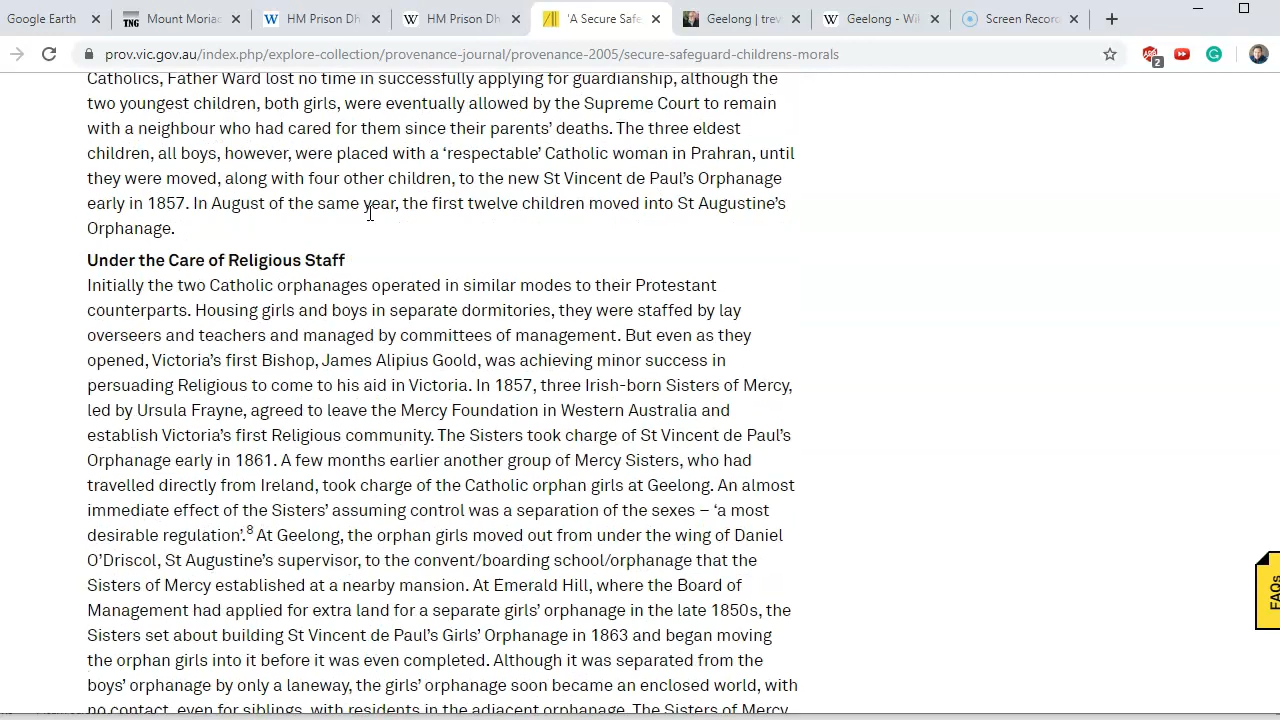 Google Earth
Mount Moriac
HM Prison Dh
HM Prison Dh
'A Secure Safe
Geelong | trev
Geelong - Wi
Screen Record
prov.vic.gov.au/index.php/explore-collection/provenance-journal/provenance-2005/secure-safeguard-childrens-morals
2
Catholics, Father Ward lost no time in successfully applying for guardianship, although the
two youngest children, both girls, were eventually allowed by the Supreme Court to remain
with a neighbour who had cared for them since their parents' deaths. The three eldest
children, all boys, however, were placed with a 'respectable' Catholic woman in Prahran, until
they were moved, along with four other children, to the new St Vincent de Paul's Orphanage
early in 1857. In August of the same year, the first twelve children moved into St Augustine's
Orphanage.
Under the Care of Religious Staff
Initially the two Catholic orphanages operated in similar modes to their Protestant
counterparts. Housing girls and boys in separate dormitories, they were staffed by lay
overseers and teachers and managed by committees of management. But even as they
opened, Victoria's first Bishop, James Alipius Goold, was achieving minor success in
persuading Religious to come to his aid in Victoria. In 1857, three Irish-born Sisters of Mercy,
led by Ursula Frayne, agreed to leave the Mercy Foundation in Western Australia and
establish Victoria's first Religious community. The Sisters took charge of St Vincent de Paul's
Orphanage early in 1861. A few months earlier another group of Mercy Sisters, who had
travelled directly from Ireland, took charge of the Catholic orphan girls at Geelong. An almost
immediate effect of the Sisters' assuming control was a separation of the sexes – 'a most
desirable regulation'.8 At Geelong, the orphan girls moved out from under the wing of Daniel
O'Driscol, St Augustine's supervisor, to the convent/boarding school/orphanage that the
Sisters of Mercy established at a nearby mansion. At Emerald Hill, where the Board of
Management had applied for extra land for a separate girls' orphanage in the late 1850s, the
Sisters set about building St Vincent de Paul's Girls' Orphanage in 1863 and began moving
the orphan girls into it before it was even completed. Although it was separated from the
boys' orphanage by only a laneway, the girls' orphanage soon became an enclosed world, with
no contact, even for siblings, with residents in the adjacent orphanage. The Sisters of Mercy
FAQs